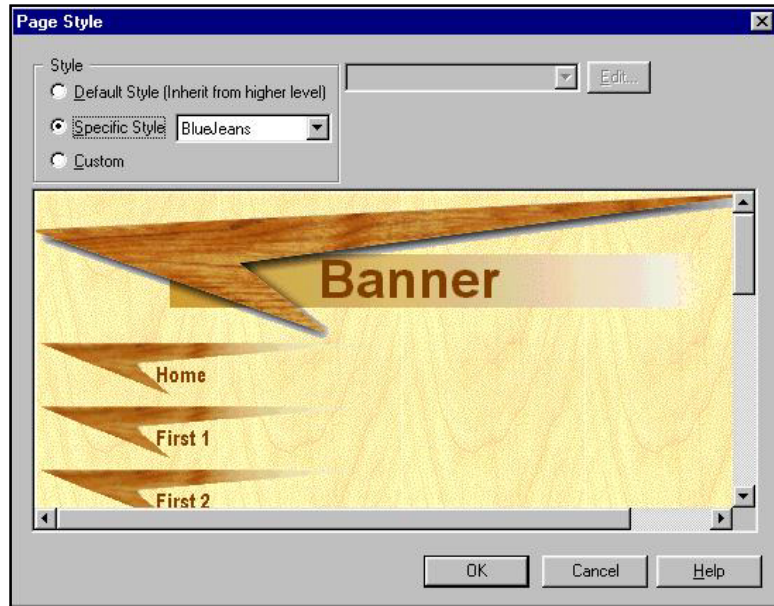 Page Style
Style
Default Style (Inherit from higher level)
Edit...
Specific Style BlueJeans
Custom
Banner
Home
First 1
First 2
OK Cancel Help